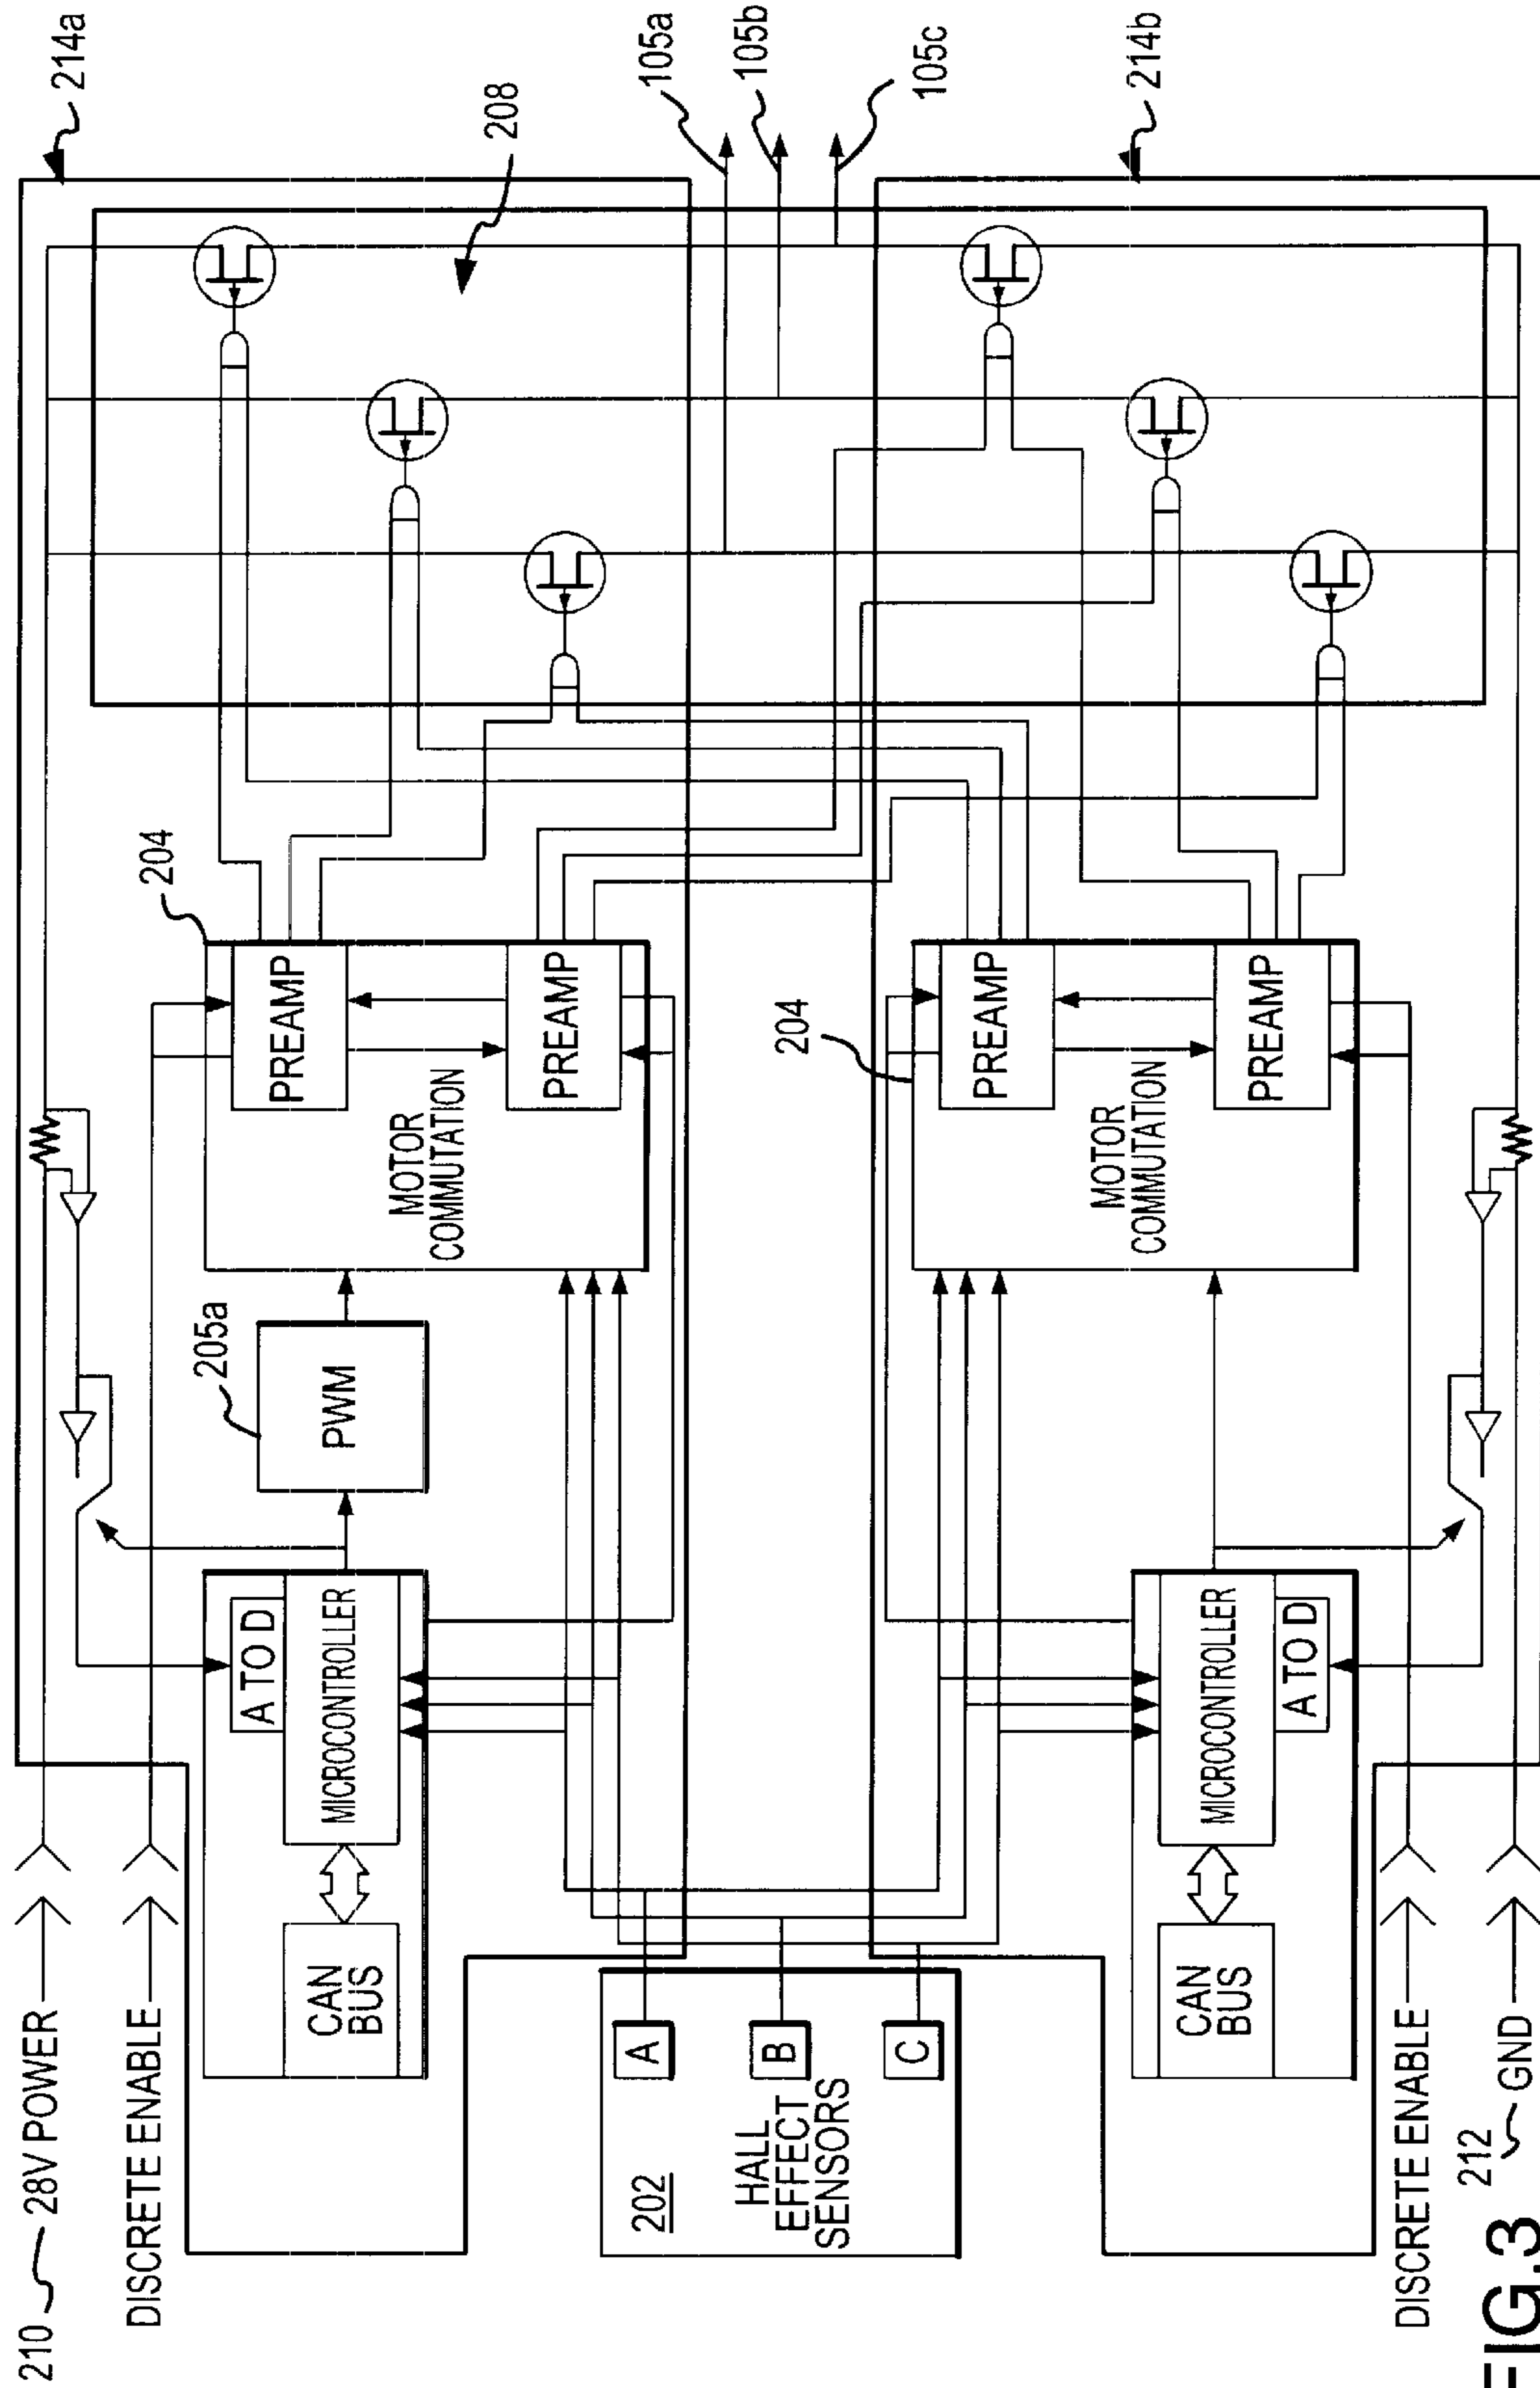 210
28V POWER
DISCRETE ENABLE
214a
208
105a
105b
105c
214b
204
PREAMP
PREAMP
MOTOR
COMMUTATION
205a
PWM
A TO D
MICROCONTROLLER
CAN
BUS
202
HALL
EFFECT
SENSORS
A
B
C
204
PREAMP
PREAMP
MOTOR
COMMUTATION
MICROCONTROLLER
A TO D
CAN
BUS
DISCRETE ENABLE
212
GND
FIG.3